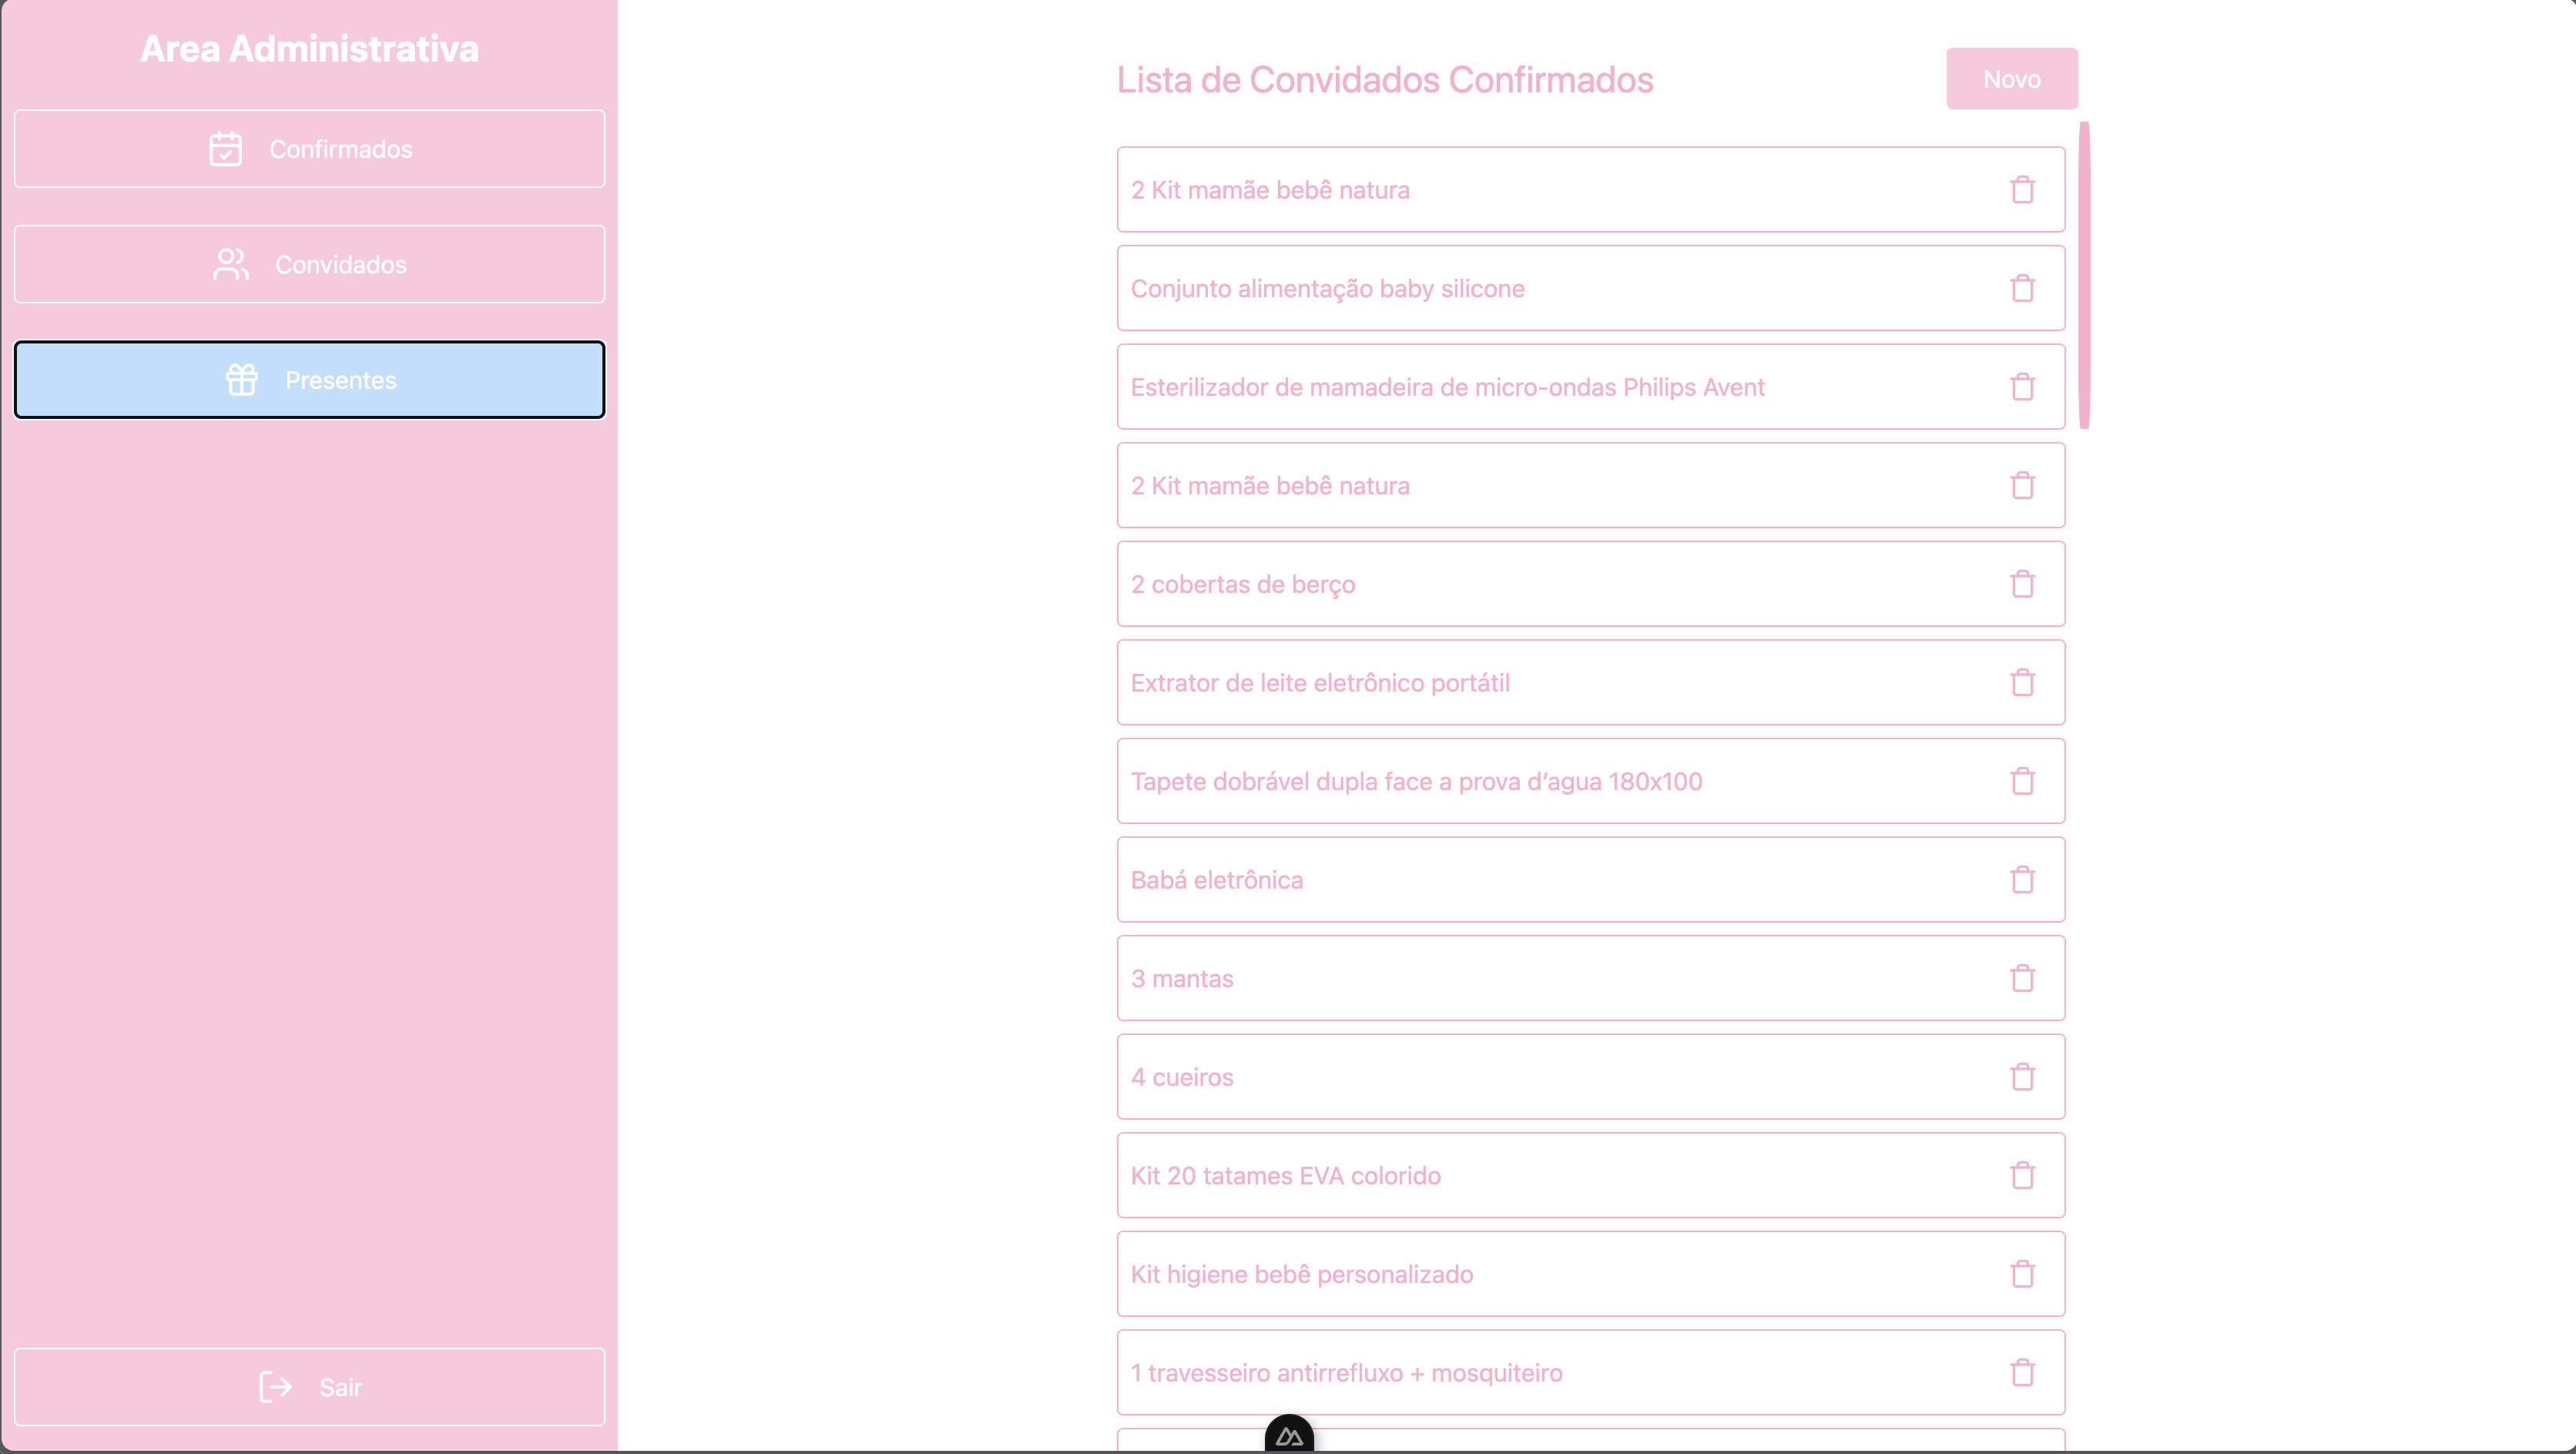 Area Administrativa
Confirmados
Convidados
Presentes
Sair
Lista de Convidados Confirmados
Novo
2 Kit mamãe bebê natura
Conjunto alimentação baby silicone
Esterilizador de mamadeira de micro-ondas Philips Avent
2 Kit mamãe bebê natura
2 cobertas de berço
Extrator de leite eletrônico portátil
Tapete dobrável dupla face a prova d’agua 180x100
Babá eletrônica
3 mantas
4 cueiros
Kit 20 tatames EVA colorido
Kit higiene bebê personalizado
1 travesseiro antirrefluxo + mosquiteiro